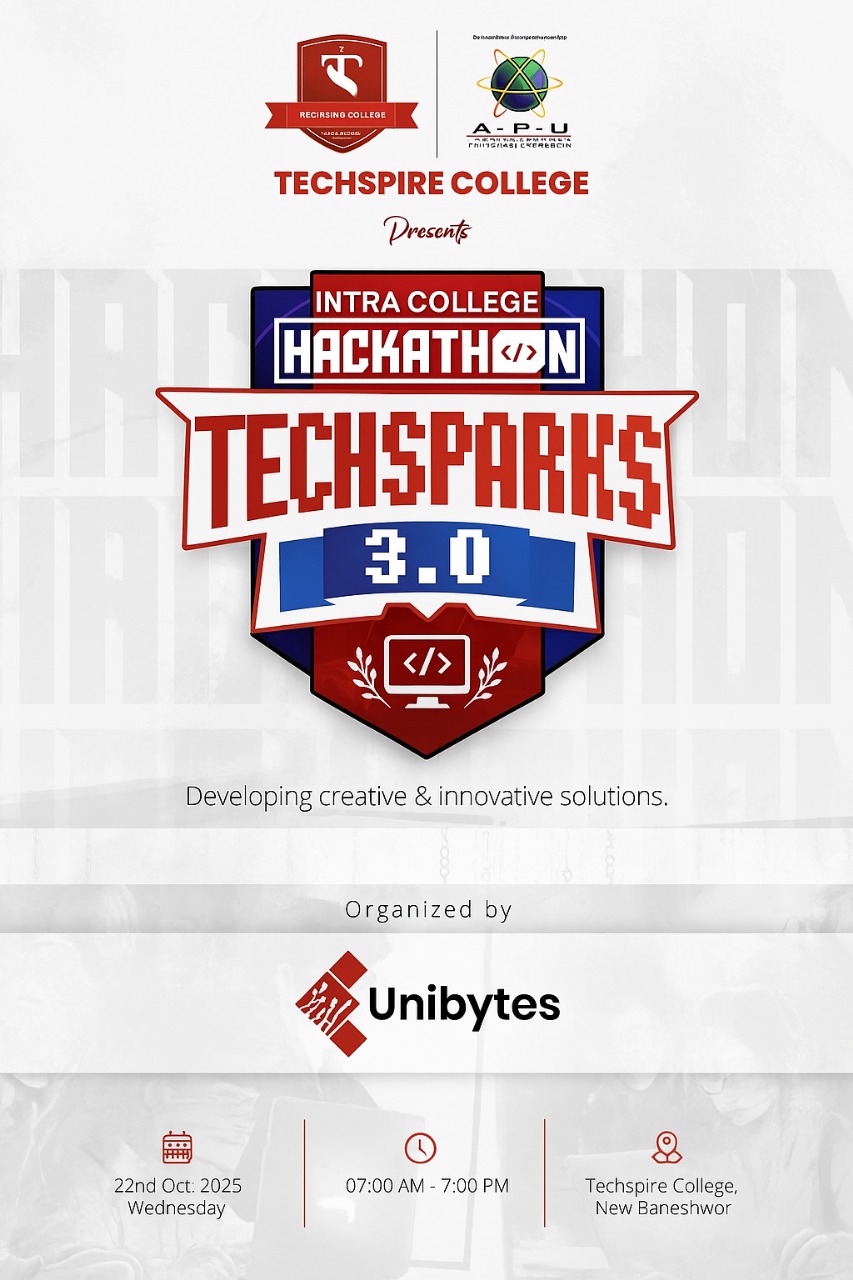 T
RECIRSING COLLEGE
A-P-U
TECHSPIRE COLLEGE
Presents
INTRA COLLEGE
HACKATH</>N
TECHSPARKS
3.0
</>
Developing creative & innovative solutions.
Organized by
Unibytes
22nd Oct. 2025
Wednesday
07:00 AM - 7:00 PM
Techspire College,
New Baneshwor